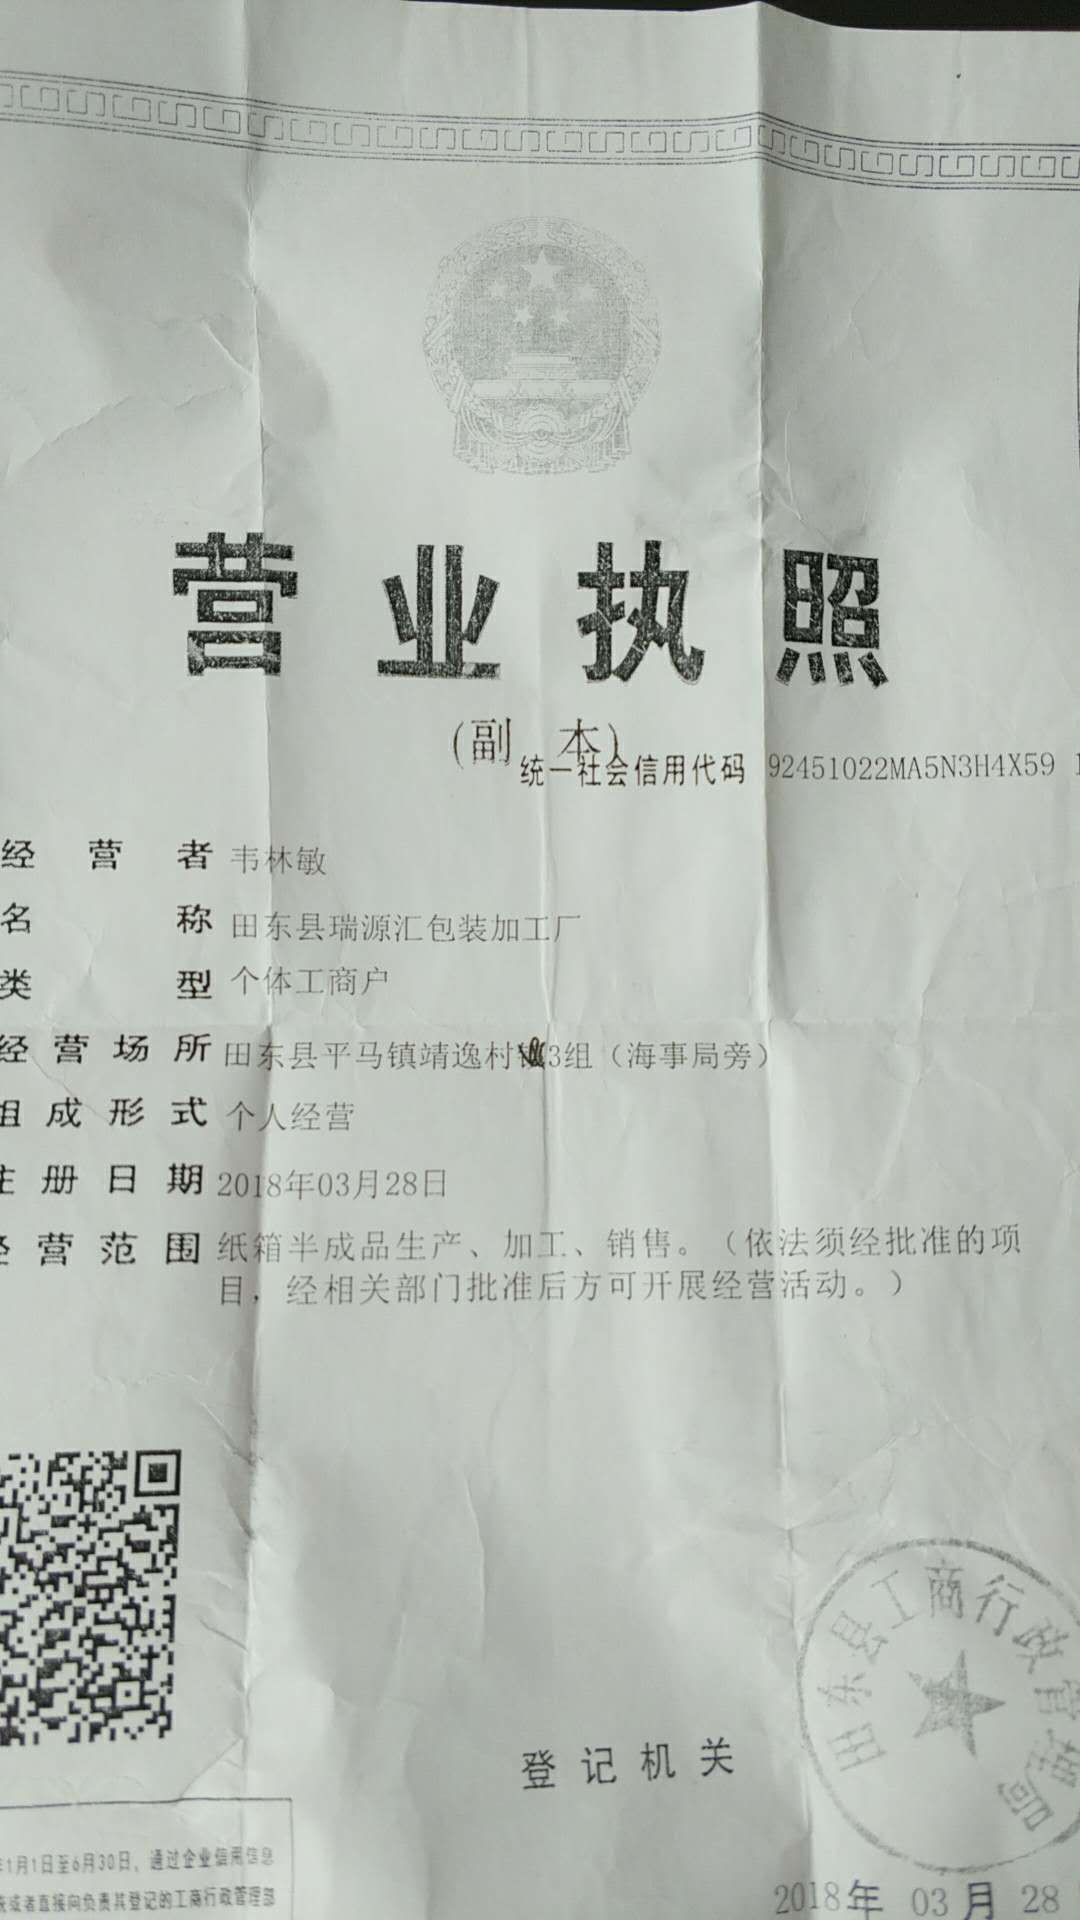 营业执照
(副 本)
统一社会信用代码 92451022MA5N3H4X59
经营者 韦林敏
名称 田东县瑞源汇包装加工厂
类型 个体工商户
经营场所 田东县平马镇靖逸村3组（海事局旁）
组成形式 个人经营
注册日期 2018年03月28日
经营范围 纸箱半成品生产、加工、销售。（依法须经批准的项
目，经相关部门批准后方可开展经营活动。）
田东县工商行政管理局
登记机关
年1月1日至6月30日，通过企业信用信息
或者直接向负责其登记的工商行政管理部
2018年 03月 28